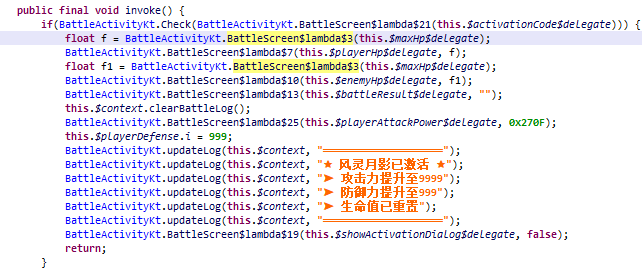 public final void invoke() {
if(BattleActivityKt.Check(BattleActivityKt.BattleScreen$lambda$21(this.$activationCode$delegate))) {
float f = BattleActivityKt.BattleScreen$lambda$3(this.$maxHp$delegate);
BattleActivityKt.BattleScreen$lambda$7(this.$playerHp$delegate, f);
float f1 = BattleActivityKt.BattleScreen$lambda$3(this.$maxHp$delegate);
BattleActivityKt.BattleScreen$lambda$10(this.$enemyHp$delegate, f1);
BattleActivityKt.BattleScreen$lambda$13(this.$battleResult$delegate, "");
this.$context.clearBattleLog();
BattleActivityKt.BattleScreen$lambda$25(this.$playerAttackPower$delegate, 0x270F);
this.$playerDefense.i = 999;
BattleActivityKt.updateLog(this.$context, "════════════════════");
BattleActivityKt.updateLog(this.$context, "★ 风灵月影已激活 ★");
BattleActivityKt.updateLog(this.$context, "➤ 攻击力提升至9999");
BattleActivityKt.updateLog(this.$context, "➤ 防御力提升至999");
BattleActivityKt.updateLog(this.$context, "➤ 生命值已重置");
BattleActivityKt.updateLog(this.$context, "════════════════════");
BattleActivityKt.BattleScreen$lambda$19(this.$showActivationDialog$delegate, false);
return;
}